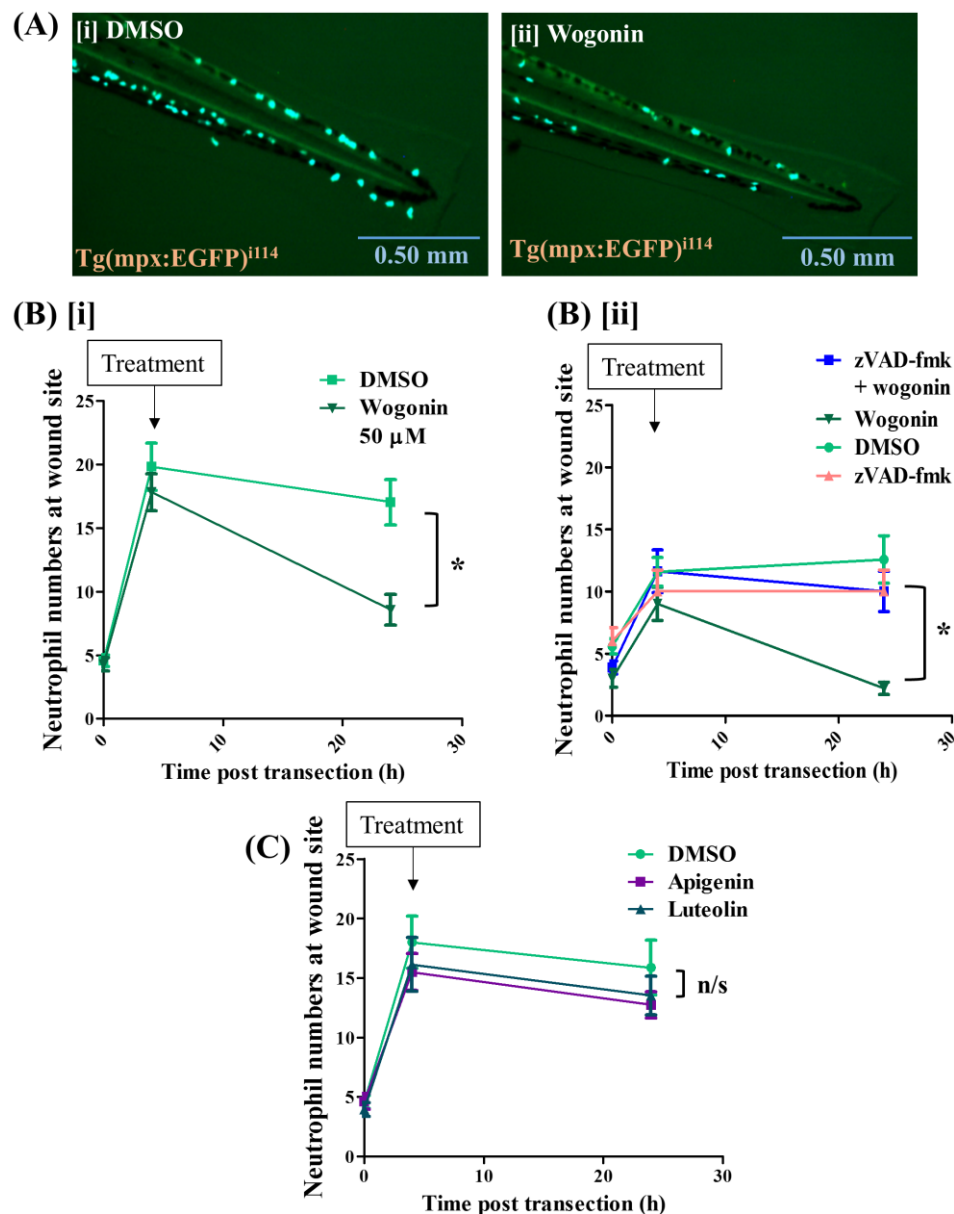 (A)
[i] DMSO
[ii] Wogonin
Tg(mpx:EGFP)i114
0.50 mm
Tg(mpx:EGFP)i114
0.50 mm
(B) [i]
Treatment
DMSO
Wogonin
50 μM
Neutrophil numbers at wound site
25
20
15
10
5
0
*
0
10
20
30
Time post transection (h)
(B) [ii]
Treatment
zVAD-fmk
+ wogonin
Wogonin
DMSO
zVAD-fmk
Neutrophil numbers at wound site
25
20
15
10
5
0
*
0
10
20
30
Time post transection (h)
(C)
Treatment
DMSO
Apigenin
Luteolin
Neutrophil numbers at wound site
25
20
15
10
5
0
n/s
0
10
20
30
Time post transection (h)